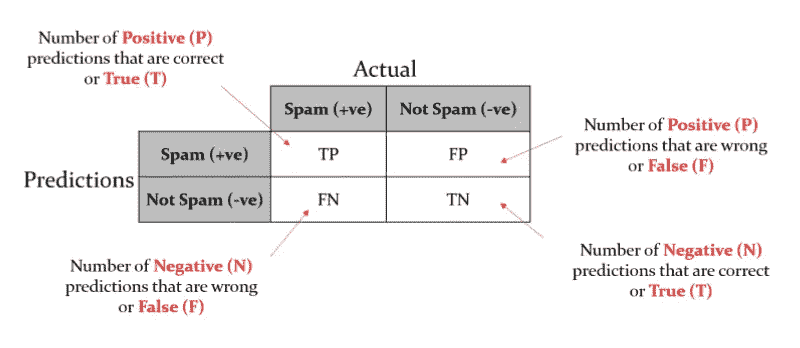 Number of Positive (P)
predictions that are correct
or True (T)
Actual
Spam (+ve) Not Spam (-ve)
Number of Positive (P)
predictions that are wrong
or False (F)
Predictions
Spam (+ve) TP FP
Not Spam (-ve) FN TN
Number of Negative (N)
predictions that are wrong
or False (F)
Number of Negative (N)
predictions that are correct
or True (T)